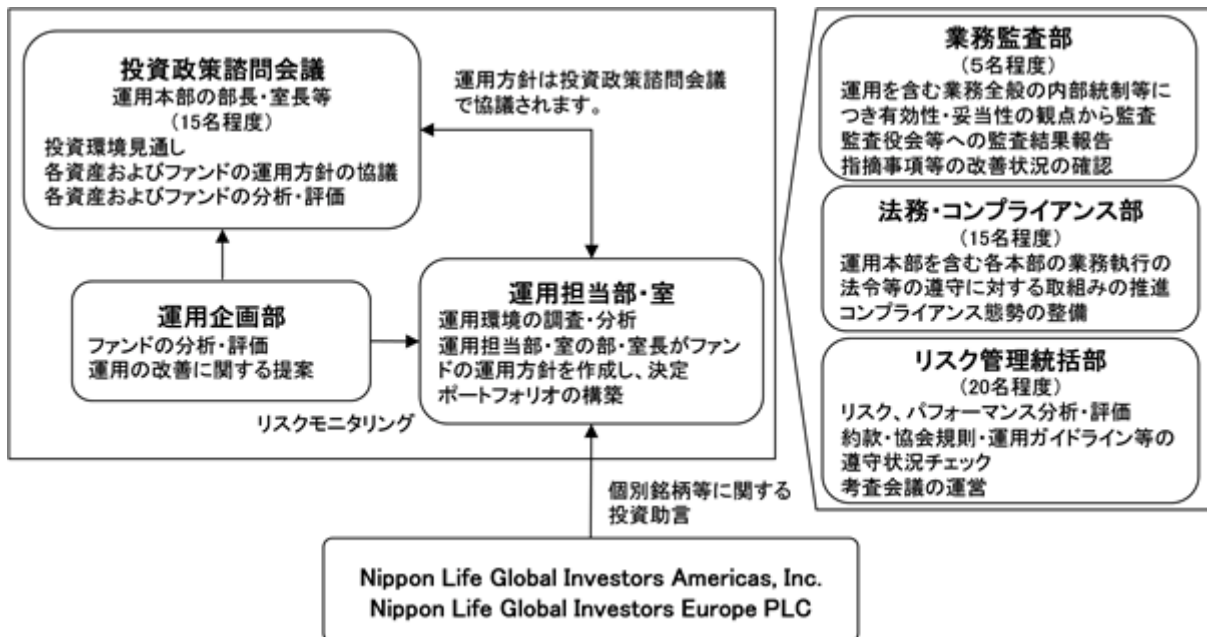 投資政策諮問会議
運用本部の部長・室長等
(15名程度)
投資環境見通し
各資産およびファンドの運用方針の協議
各資産およびファンドの分析・評価
運用方針は投資政策諮問会議
で協議されます。
運用企画部
ファンドの分析・評価
運用の改善に関する提案
リスクモニタリング
運用担当部・室
運用環境の調査・分析
運用担当部・室の部・室長がファン
ドの運用方針を作成し、決定
ポートフォリオの構築
個別銘柄等に関する
投資助言
Nippon Life Global Investors Americas, Inc.
Nippon Life Global Investors Europe PLC
業務監査部
(5名程度)
運用を含む業務全般の内部統制等に
つき有効性・妥当性の観点から監査
監査役会等への監査結果報告
指摘事項等の改善状況の確認
法務・コンプライアンス部
(15名程度)
運用本部を含む各本部の業務執行の
法令等の遵守に対する取組みの推進
コンプライアンス態勢の整備
リスク管理統括部
(20名程度)
リスク、パフォーマンス分析・評価
約款・協会規則・運用ガイドライン等の
遵守状況チェック
考査会議の運営